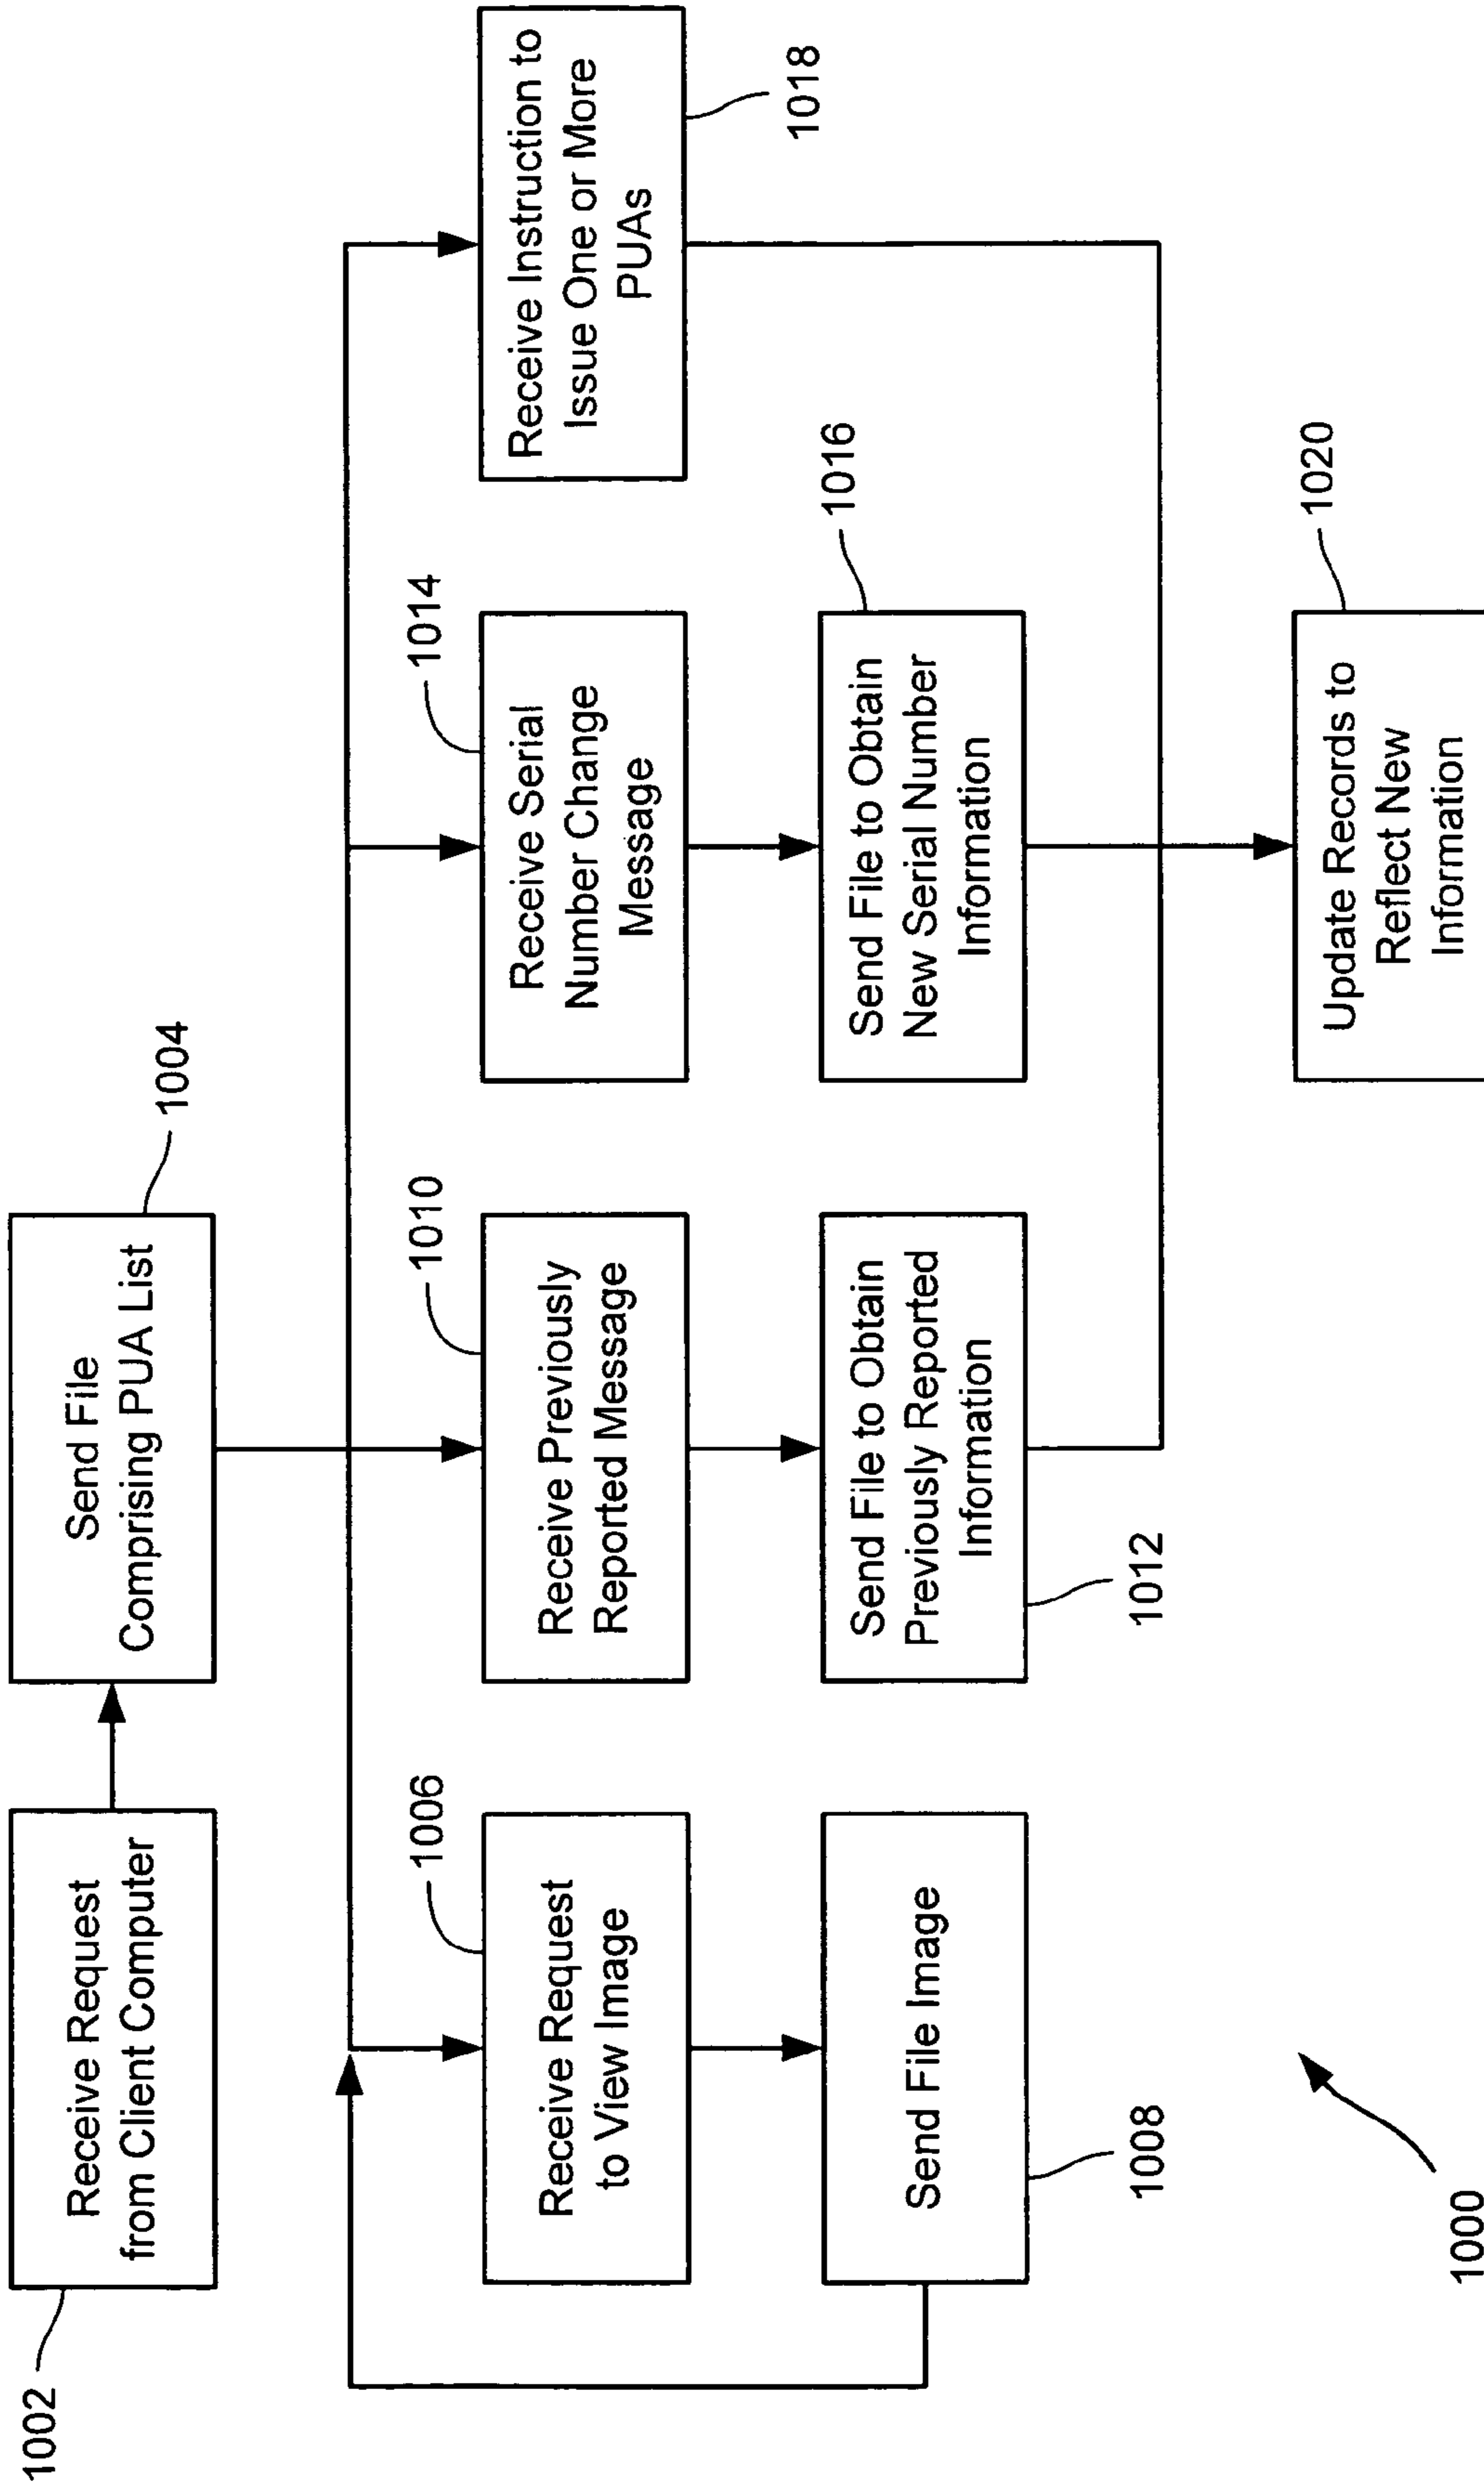 1002
Receive Request
from Client Computer
Send File
Comprising PUA List
1004
1006
Receive Request
to View Image
1010
Receive Previously
Reported Message
1014
Receive Serial
Number Change
Message
Receive Instruction to
Issue One or More
PUAs
1018
Send File Image
1008
Send File to Obtain
Previously Reported
Information
1012
Send File to Obtain
New Serial Number
Information
1016
Update Records to
Reflect New
Information
1020
1000